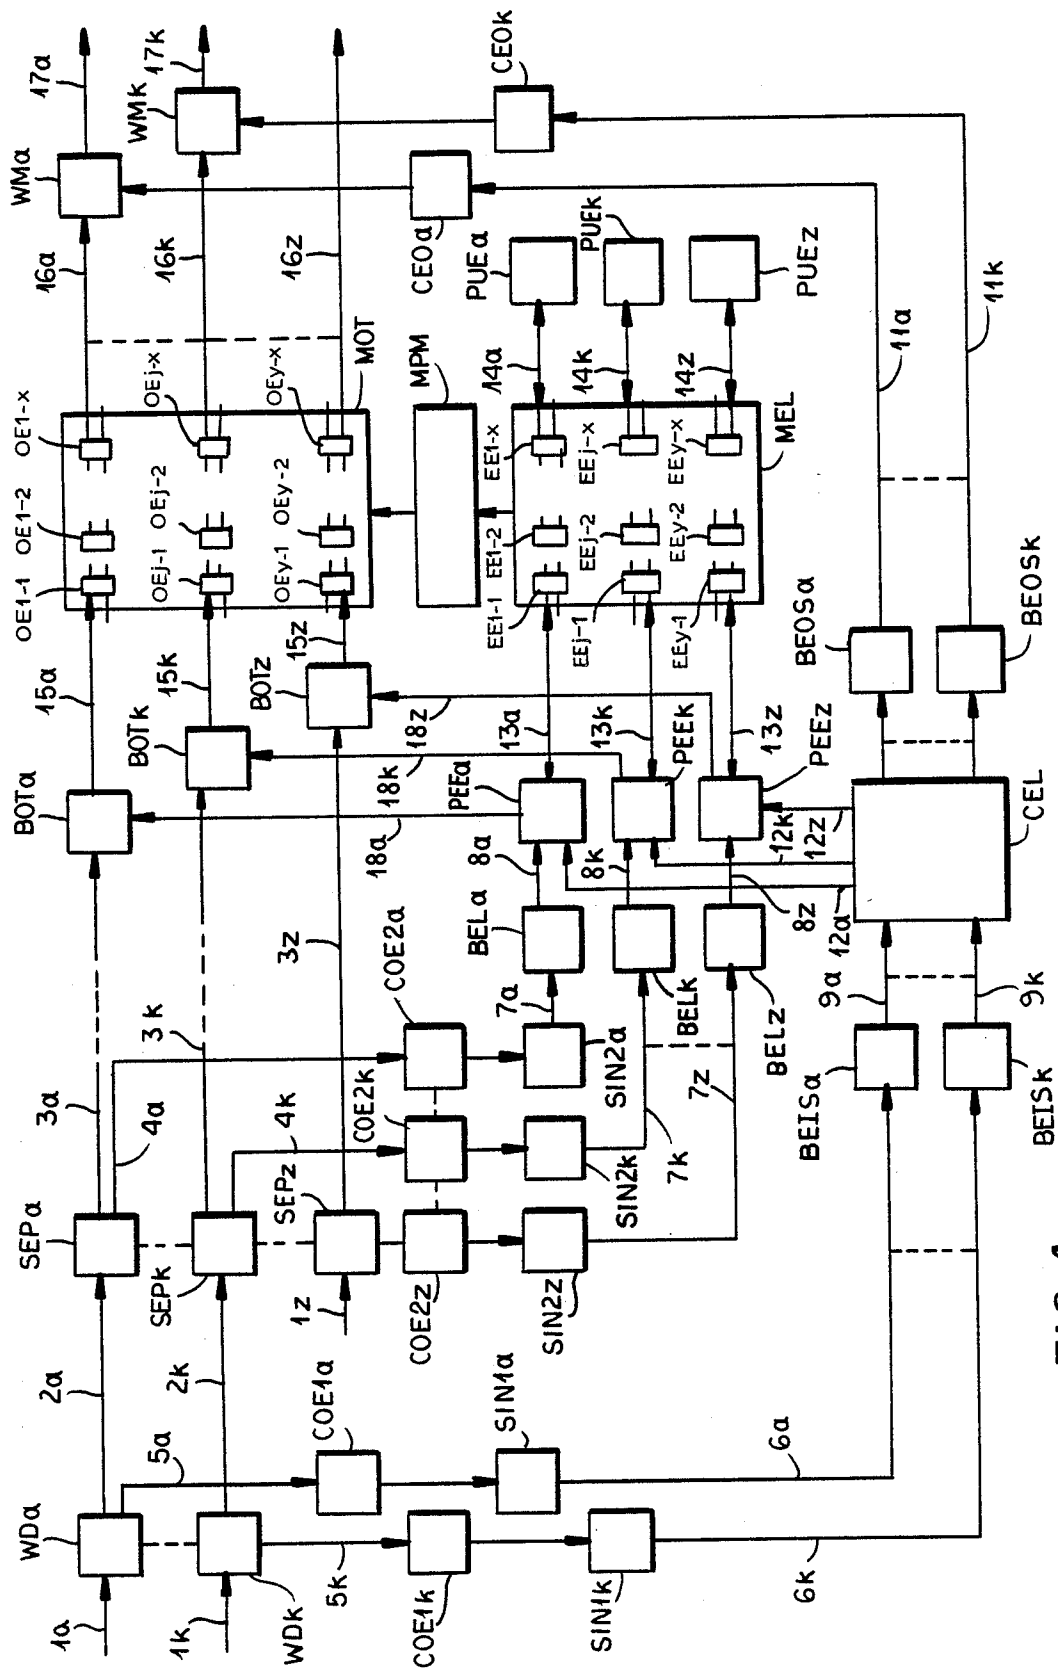 17a
17k
WMa
WMk
CEOk
16a
16k
16z
CEOa
PUEa
PUEk
PUEz
11a
11k
MOT
MPM
14a
14k
14z
MEL
OE1-x
OEj-x
OEy-x
EE1-x
EEj-x
EEy-x
OE1-2
OEj-2
OEy-2
EE1-2
EEj-2
EEy-2
OE1-1
OEj-1
OEy-1
EE1-1
EEj-1
EEy-1
BEOSa
BEOSk
15a
15k
15z
BOTa
BOTk
BOTz
18a
18k
18z
13a
13k
13z
PEEa
PEEk
PEEz
12a
12k
12z
CEL
8a
8k
8z
BELa
BELk
BELz
9a
9k
3a
3k
3z
4a
4k
COE2a
COE2k
COE2z
7a
7k
7z
SIN2a
SIN2k
SIN2z
BEISa
BEISk
SEPa
SEPk
SEPz
1z
2a
2k
5a
5k
COE1a
COE1k
SIN1a
SIN1k
6a
6k
WDa
WDk
1a
1k